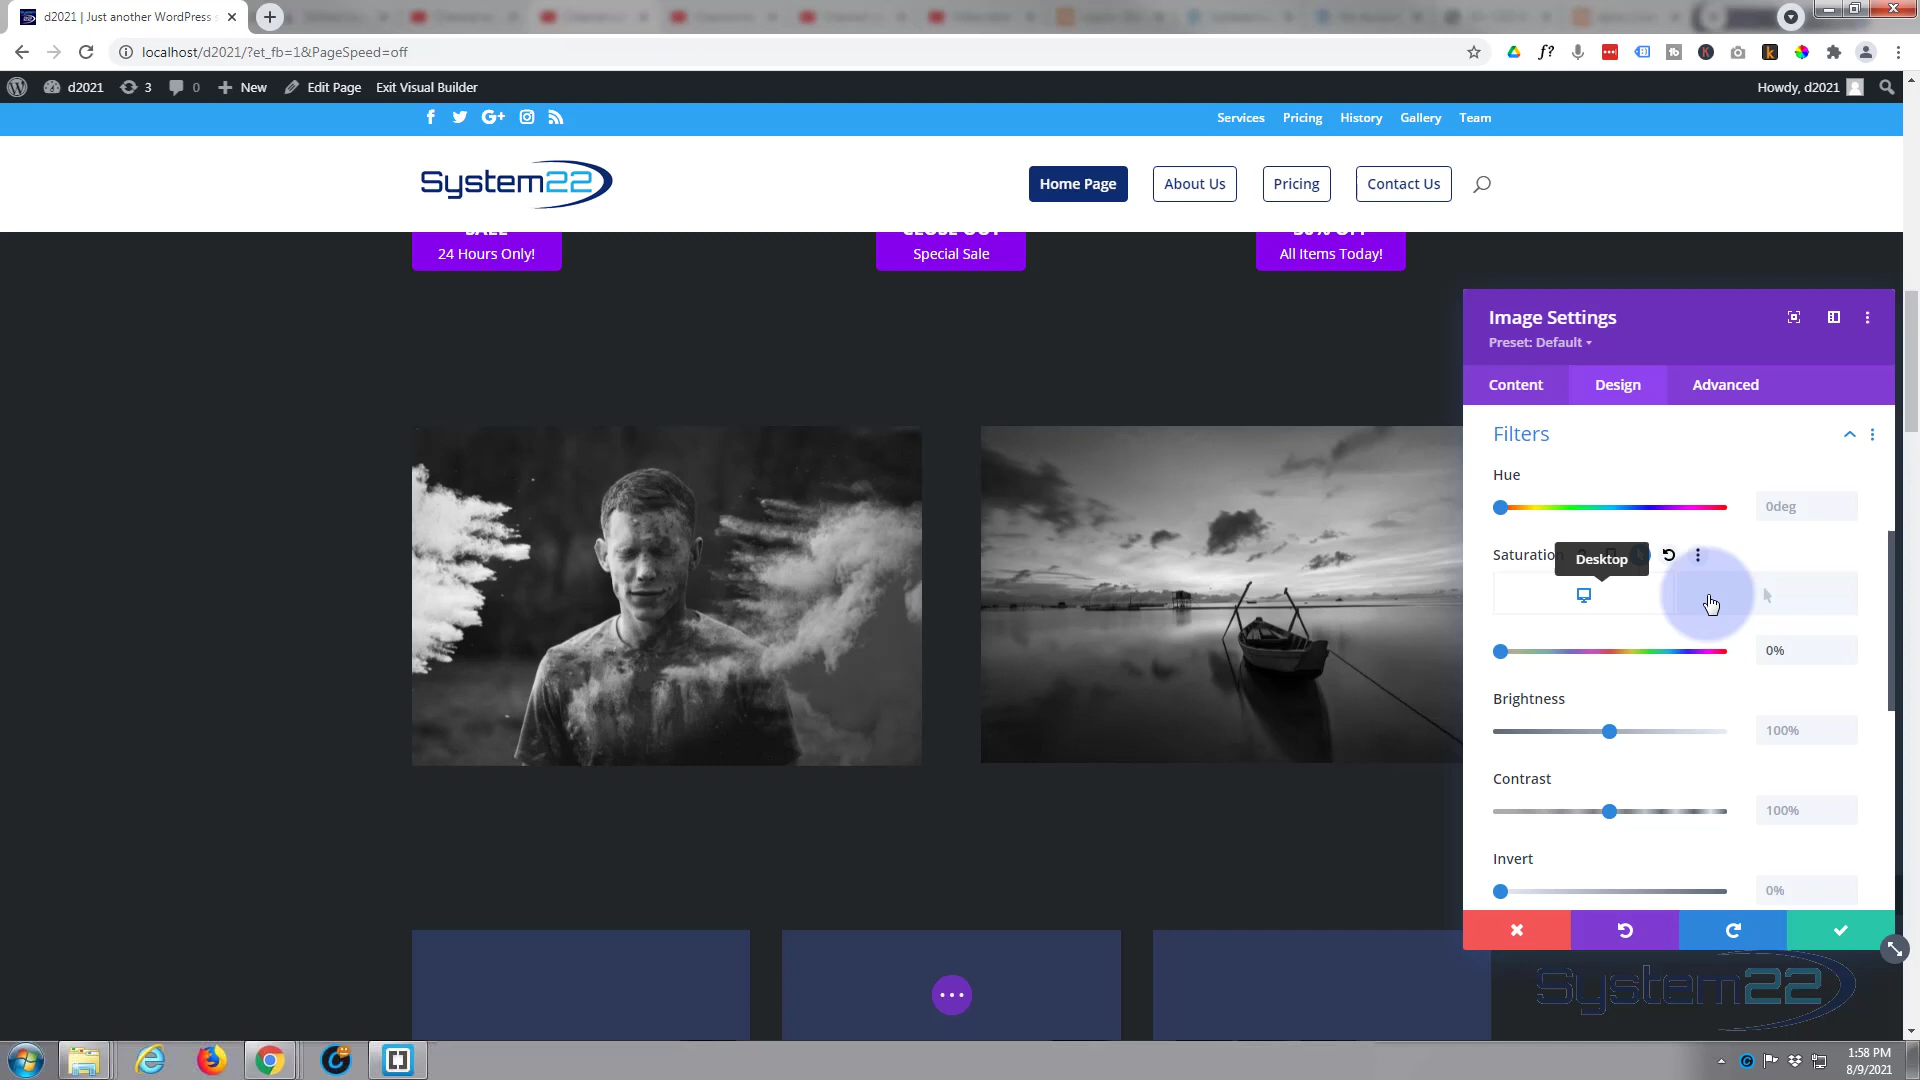 d2021 | Just another WordPress
localhost/d2021/?et_fb=1&PageSpeed=off
d2021
3
0
New
Edit Page
Exit Visual Builder
Howdy, d2021
Services
Pricing
History
Gallery
Team
System22
Home Page
About Us
Pricing
Contact Us
24 Hours Only!
Special Sale
All Items Today!
Image Settings
Preset: Default
Content
Design
Advanced
Filters
Hue
0deg
Saturation
Desktop
0%
Brightness
100%
Contrast
100%
Invert
0%
System22
1:58 PM
8/9/2021